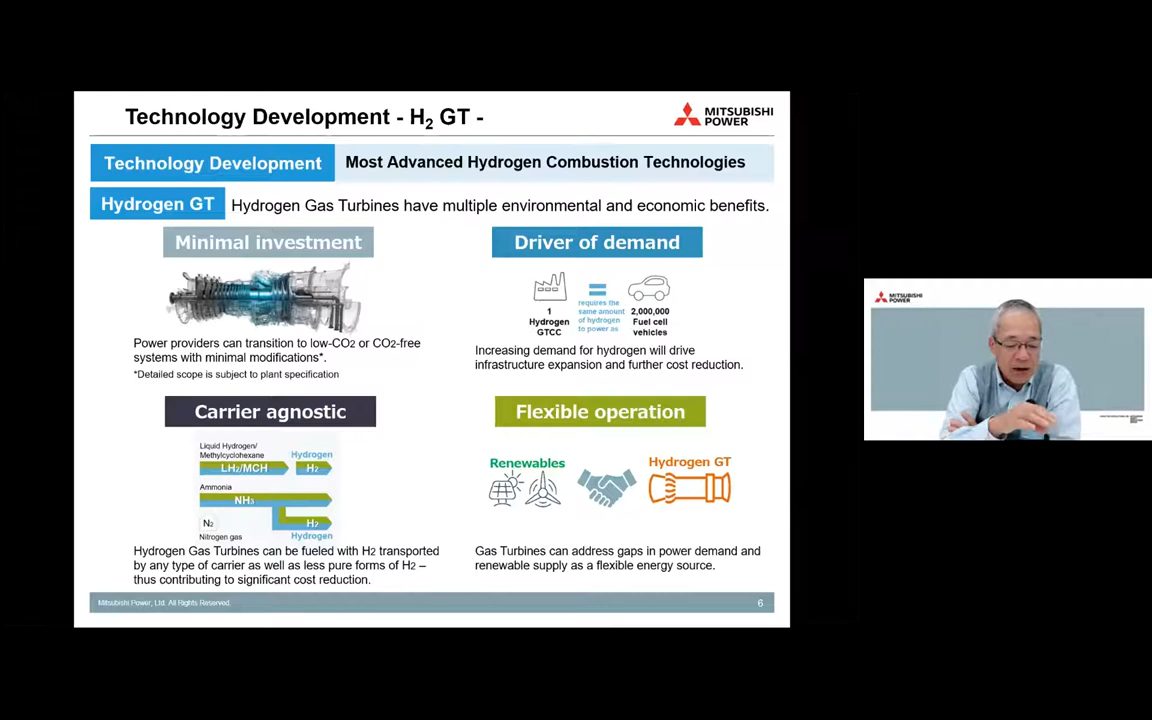 Technology Development - H2 GT -
MITSUBISHI
POWER
Technology Development
Most Advanced Hydrogen Combustion Technologies
Hydrogen GT
Hydrogen Gas Turbines have multiple environmental and economic benefits.
Minimal investment
Power providers can transition to low-CO2 or CO2-free
systems with minimal modifications*.
*Detailed scope is subject to plant specification
Driver of demand
1
Hydrogen
GTCC
requires the
same amount
of hydrogen
to power as
2,000,000
Fuel cell
vehicles
Increasing demand for hydrogen will drive
infrastructure expansion and further cost reduction.
Carrier agnostic
Liquid Hydrogen/
Methylcyclohexane
Hydrogen
LH2/MCH
H2
Ammonia
NH3
N2
H2
Nitrogen gas
Hydrogen
Hydrogen Gas Turbines can be fueled with H2 transported
by any type of carrier as well as less pure forms of H2 –
thus contributing to significant cost reduction.
Flexible operation
Renewables
Hydrogen GT
Gas Turbines can address gaps in power demand and
renewable supply as a flexible energy source.
Mitsubishi Power, Ltd. All Rights Reserved.
6
MITSUBISHI
POWER